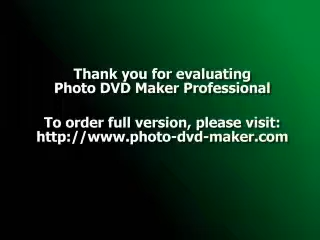 Thank you for evaluating
Photo DVD Maker Professional
To order full version, please visit:
http://www.photo-dvd-maker.com